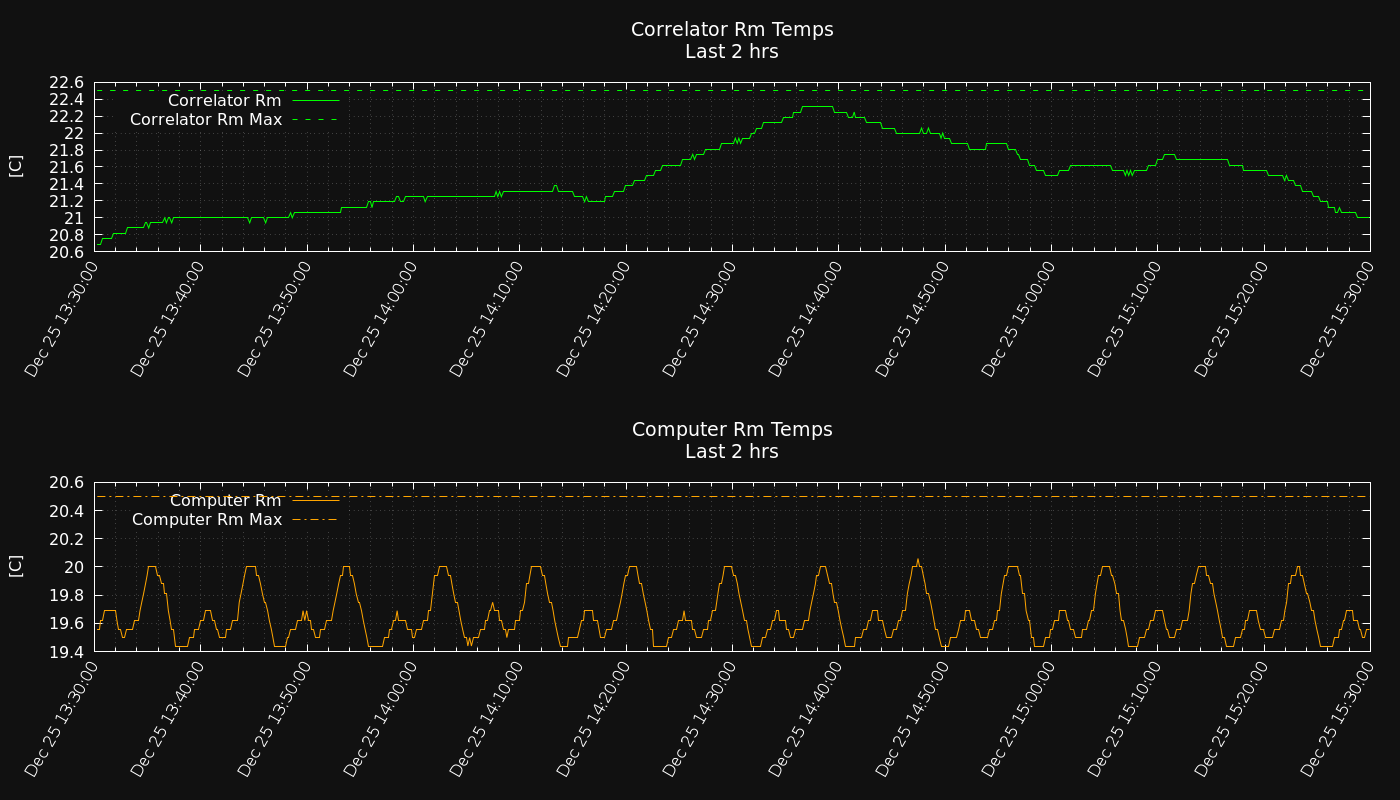 Correlator Rm Temps
Last 2 hrs
22.6
22.4
22.2
22
21.8
21.6
21.4
21.2
21
20.8
20.6
[C]
Correlator Rm
Correlator Rm Max
Dec 25 13:30:00
Dec 25 13:40:00
Dec 25 13:50:00
Dec 25 14:00:00
Dec 25 14:10:00
Dec 25 14:20:00
Dec 25 14:30:00
Dec 25 14:40:00
Dec 25 14:50:00
Dec 25 15:00:00
Dec 25 15:10:00
Dec 25 15:20:00
Dec 25 15:30:00
Computer Rm Temps
Last 2 hrs
20.6
20.4
20.2
20
19.8
19.6
19.4
[C]
Computer Rm
Computer Rm Max
Dec 25 13:30:00
Dec 25 13:40:00
Dec 25 13:50:00
Dec 25 14:00:00
Dec 25 14:10:00
Dec 25 14:20:00
Dec 25 14:30:00
Dec 25 14:40:00
Dec 25 14:50:00
Dec 25 15:00:00
Dec 25 15:10:00
Dec 25 15:20:00
Dec 25 15:30:00